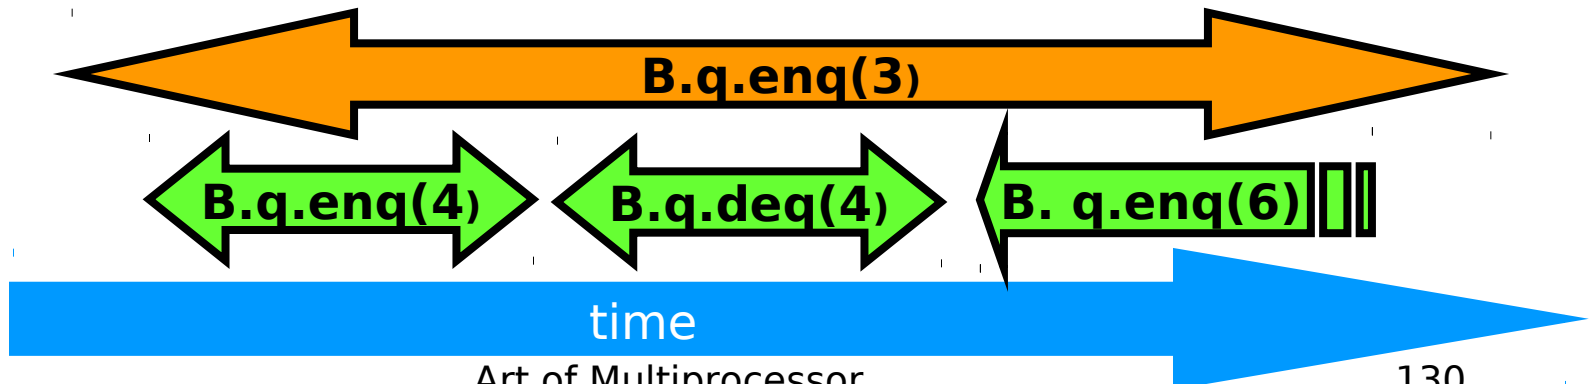 B.q.enq(3)
B.q.enq(4) B.q.deq(4) B. q.enq(6)
time
Art of Multiprocessor 130